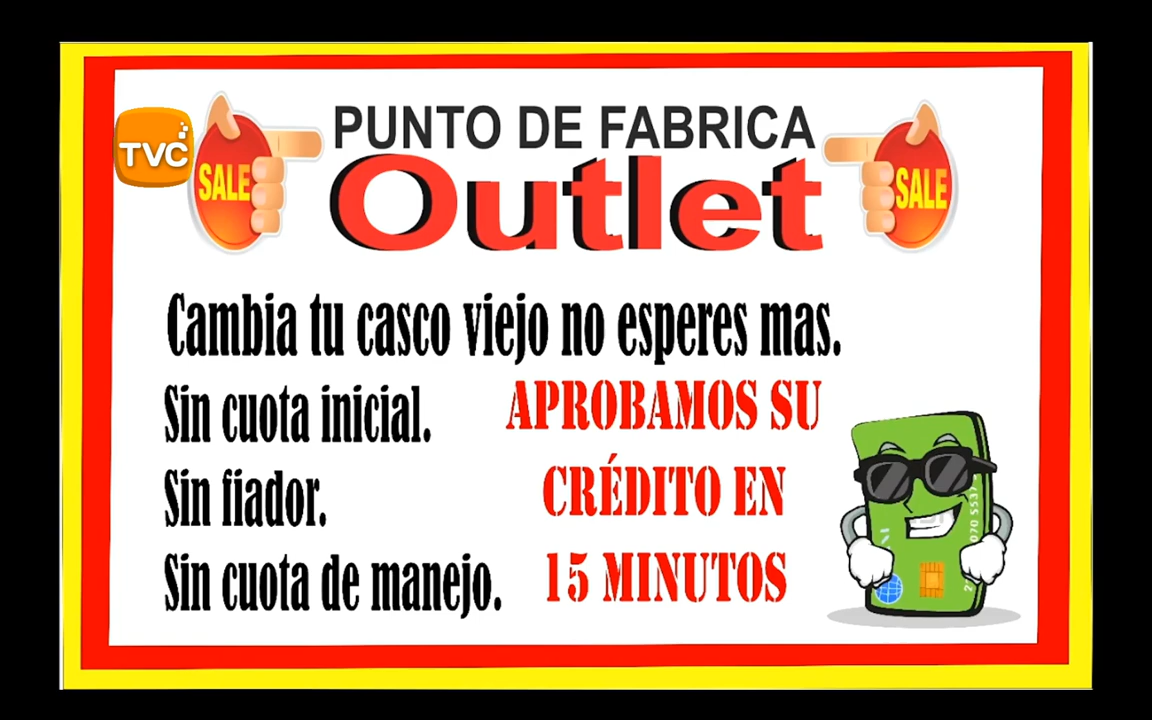 TVC
SALE
PUNTO DE FABRICA
Outlet
SALE
Cambia tu casco viejo no esperes mas.
Sin cuota inicial.
Sin fiador.
Sin cuota de manejo.
APROBAMOS SU
CRÉDITO EN
15 MINUTOS